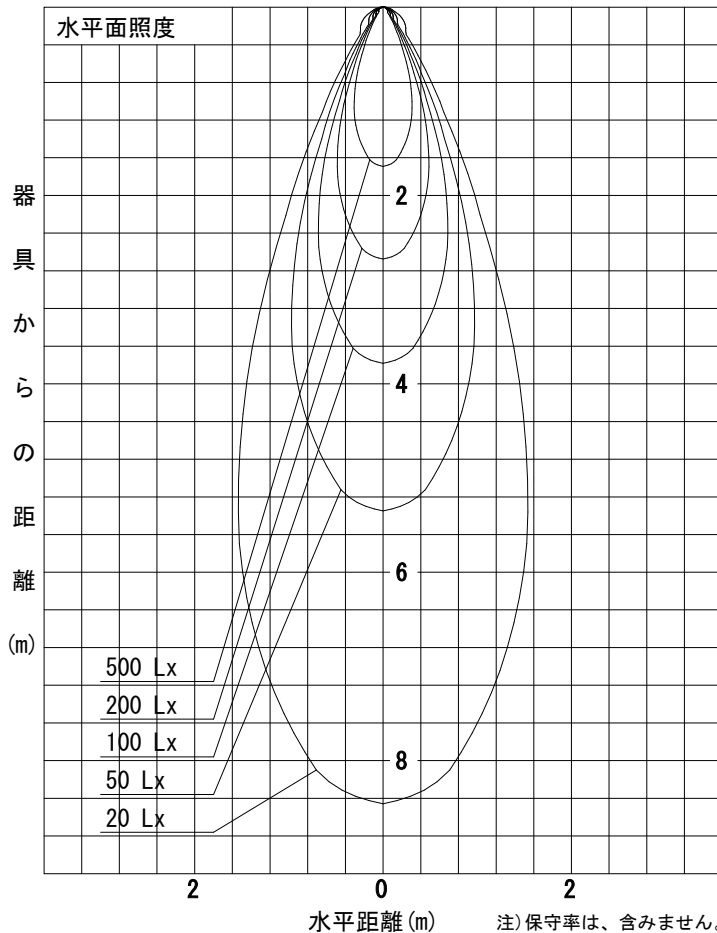 水平面照度
器具からの距離(m)
2
4
6
8
500 Lx
200 Lx
100 Lx
50 Lx
20 Lx
2
0
2
水平距離(m)
注)保守率は、含みません。